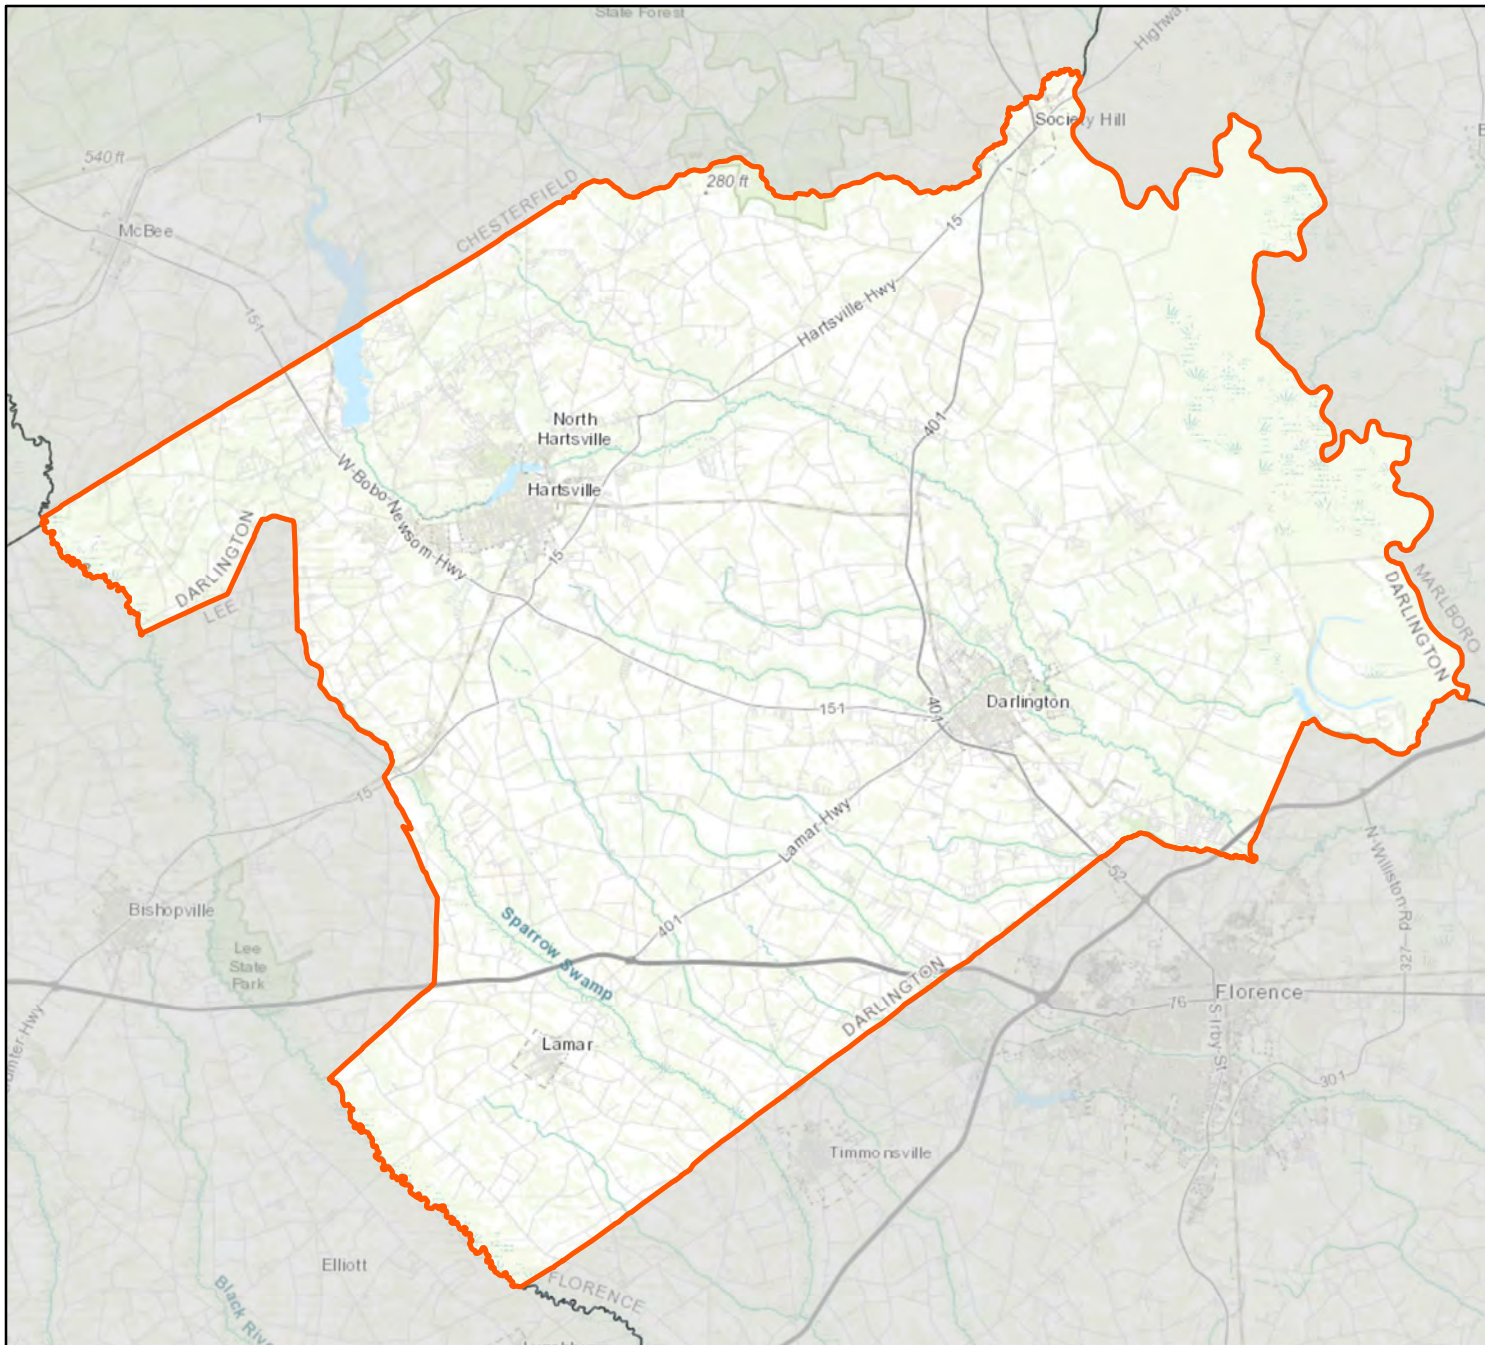 State Forest
Highway
1
Society Hill
540 ft
280 ft
CHESTERFIELD
McBee
15
151
Hartsville Hwy
North
Hartsville
401
W Bobo Newsom Hwy
Hartsville
DARLINGTON
LEE
15
MARLBORO
DARLINGTON
Darlington
401
151
15
Lamar Hwy
52
N Williston Rd
Bishopville
Sparrow Swamp
401
Lee
State
Park
327
DARLINGTON
Florence
76
S Irby St
Lamar
301
Timmonsville
Elliott
FLORENCE